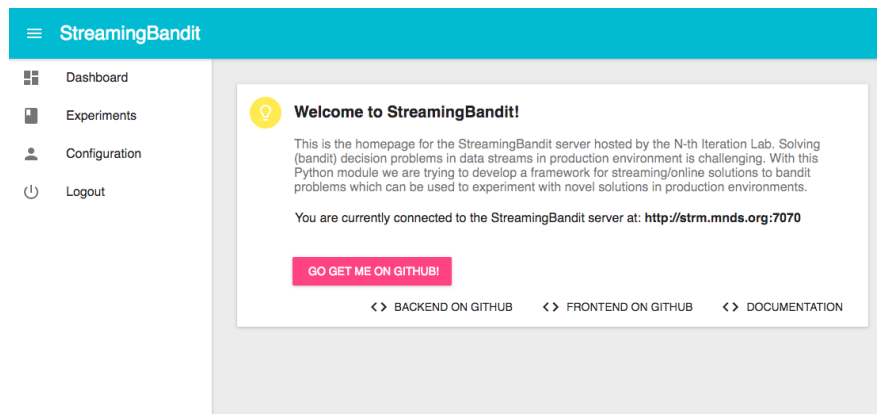 StreamingBandit
Dashboard
Experiments
Configuration
Logout
Welcome to StreamingBandit!
This is the homepage for the StreamingBandit server hosted by the N-th Iteration Lab. Solving
(bandit) decision problems in data streams in production environment is challenging. With this
Python module we are trying to develop a framework for streaming/online solutions to bandit
problems which can be used to experiment with novel solutions in production environments.
You are currently connected to the StreamingBandit server at: http://strm.mnds.org:7070
GO GET ME ON GITHUB!
<> BACKEND ON GITHUB <> FRONTEND ON GITHUB <> DOCUMENTATION